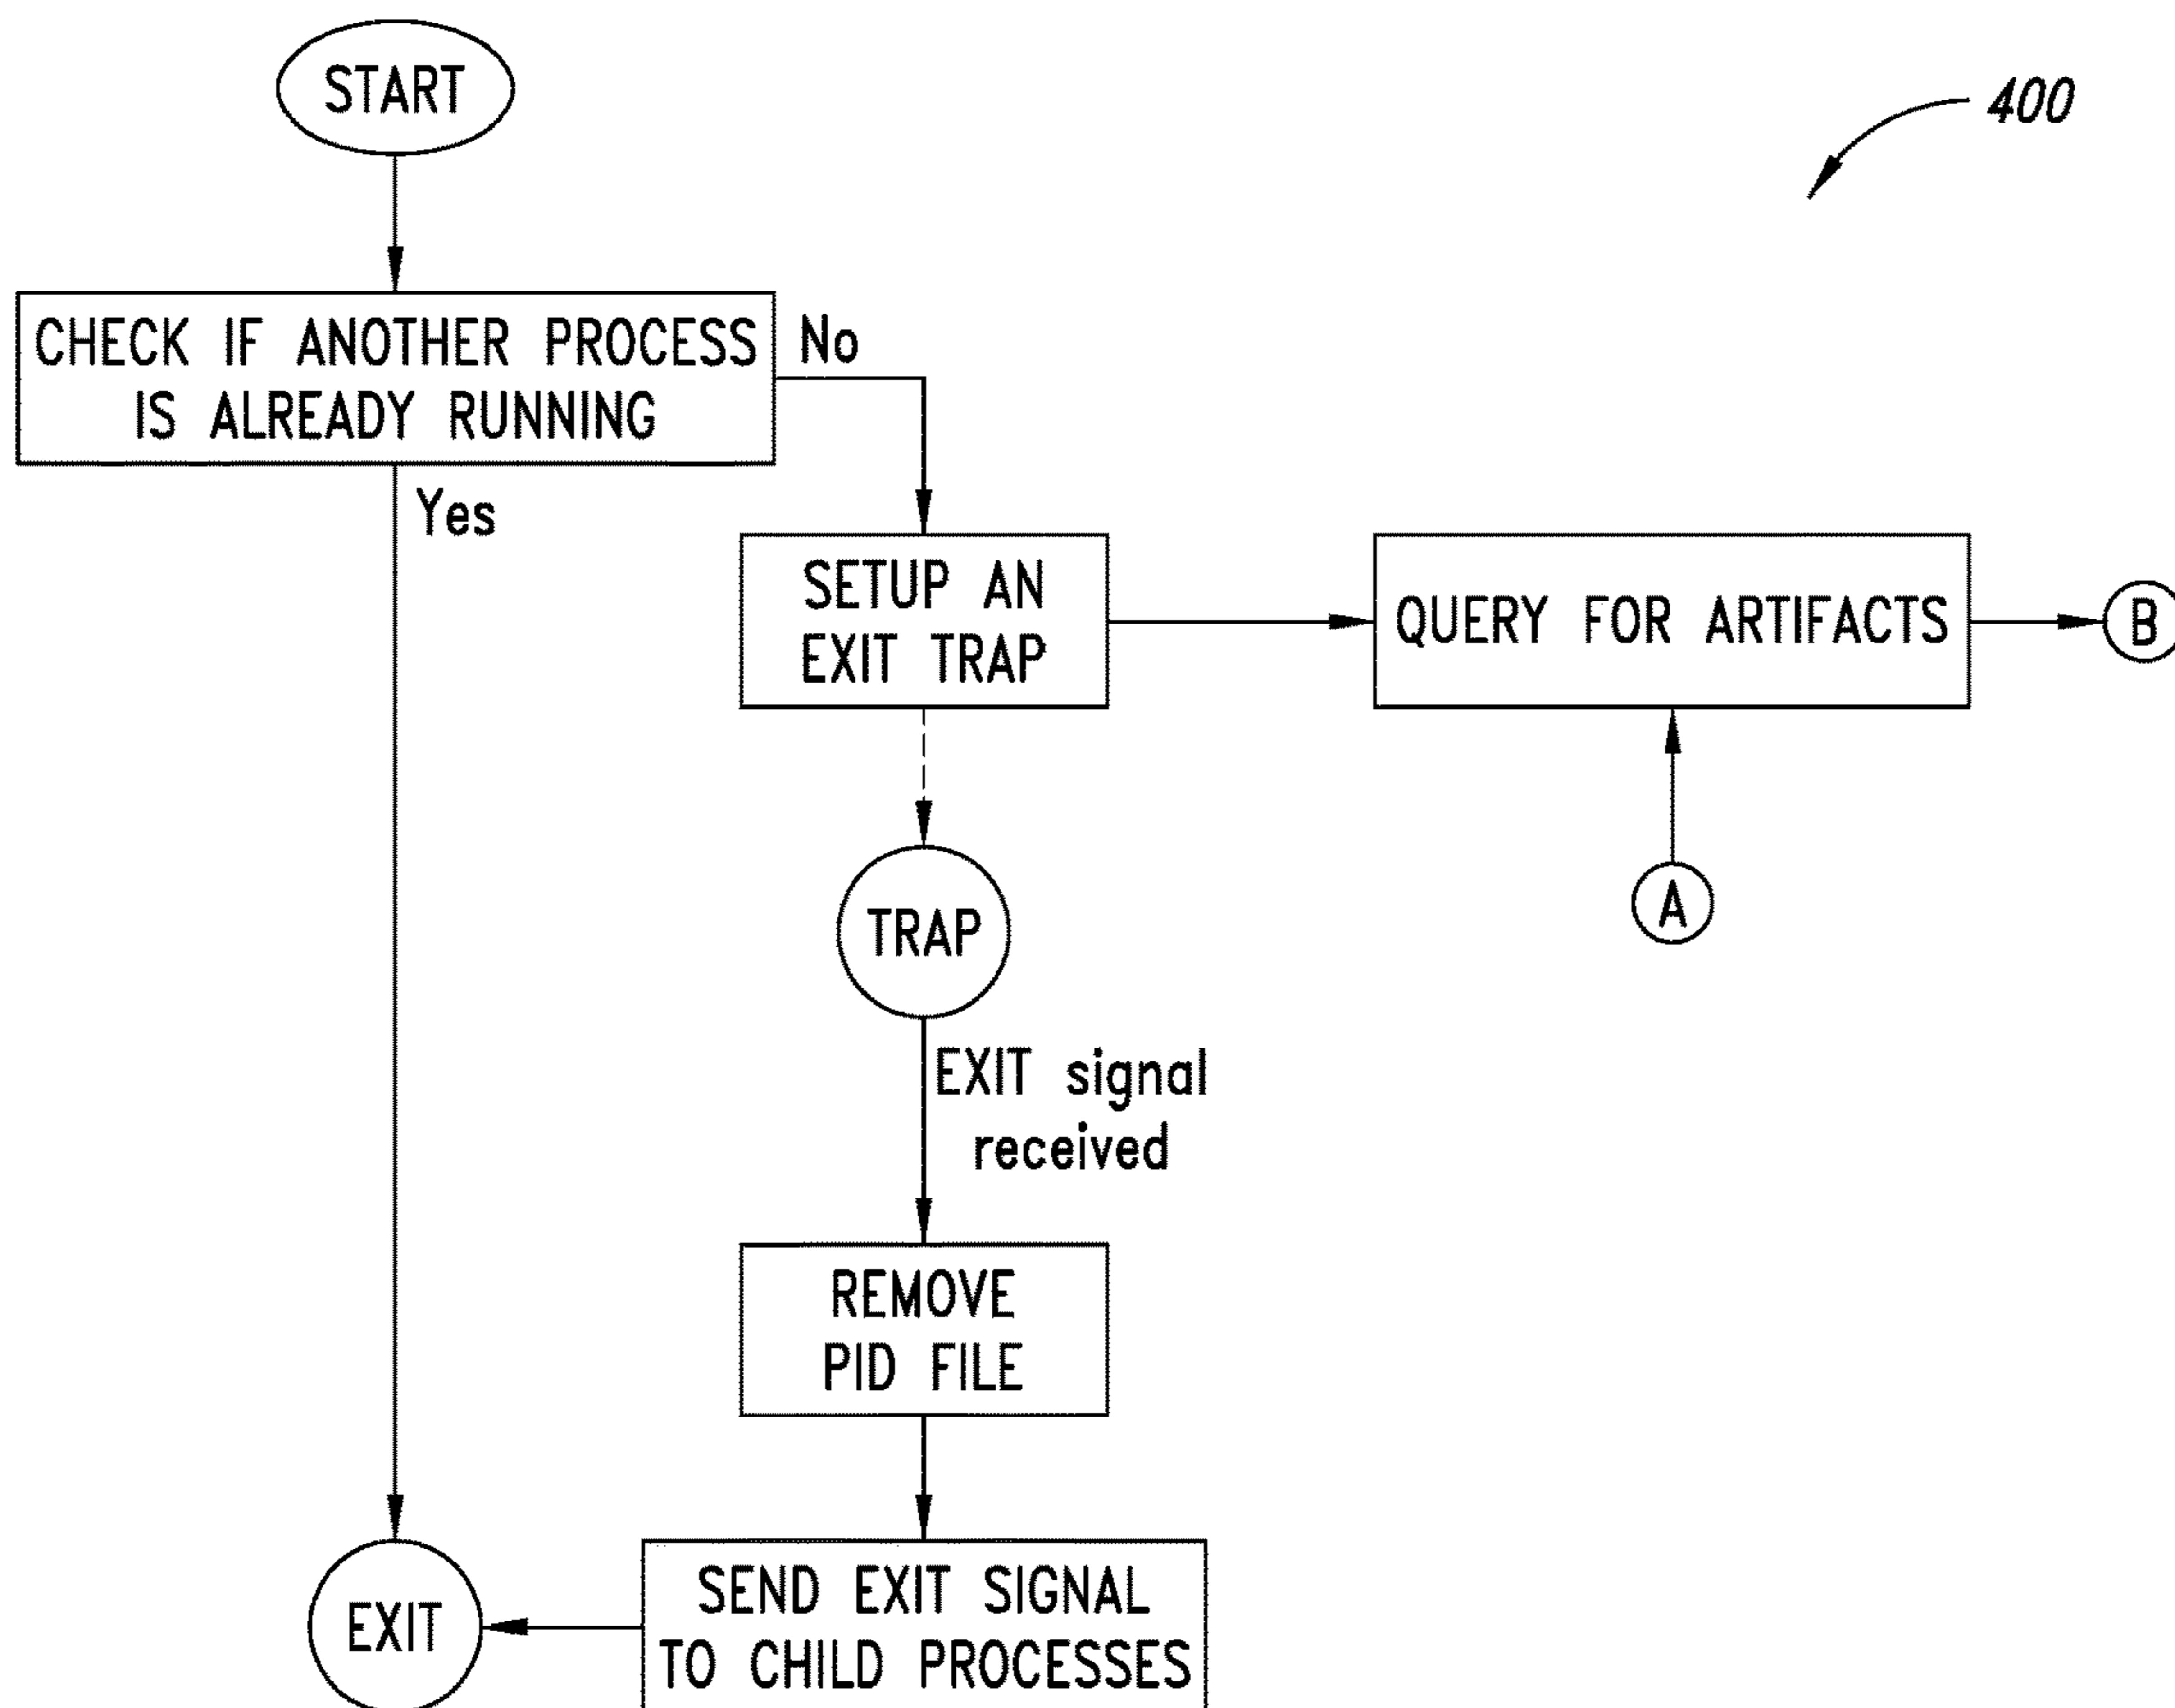 START
400
CHECK IF ANOTHER PROCESS
IS ALREADY RUNNING
No
Yes
SETUP AN
EXIT TRAP
QUERY FOR ARTIFACTS
B
TRAP
A
EXIT signal
received
REMOVE
PID FILE
SEND EXIT SIGNAL
TO CHILD PROCESSES
EXIT